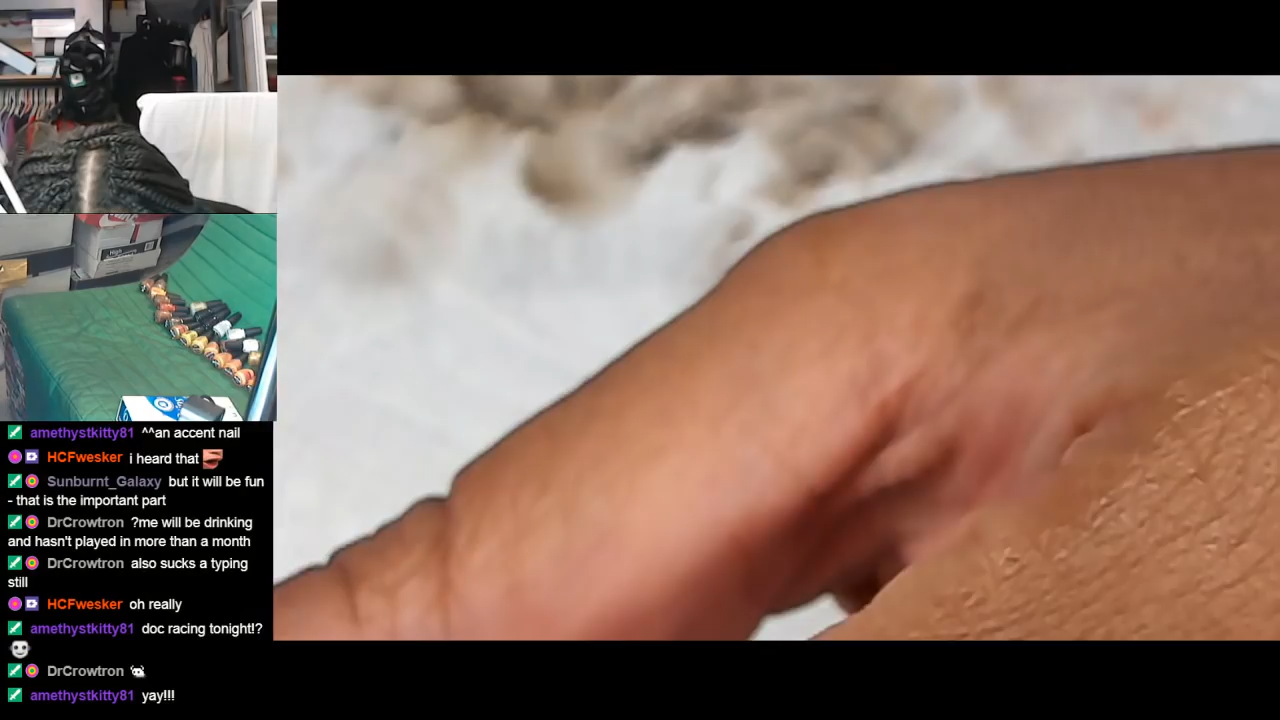 amethystkitty81 ^^an accent nail
HCFwesker i heard that
Sunburnt_Galaxy but it will be fun
- that is the important part
DrCrowtron ?me will be drinking
and hasn't played in more than a month
DrCrowtron also sucks a typing
still
HCFwesker oh really
amethystkitty81 doc racing tonight!?
DrCrowtron
amethystkitty81 yay!!!